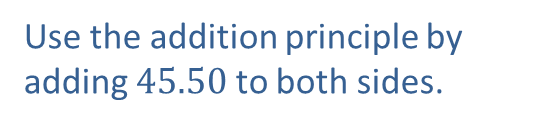 Use the addition principle by
adding 45.50 to both sides.